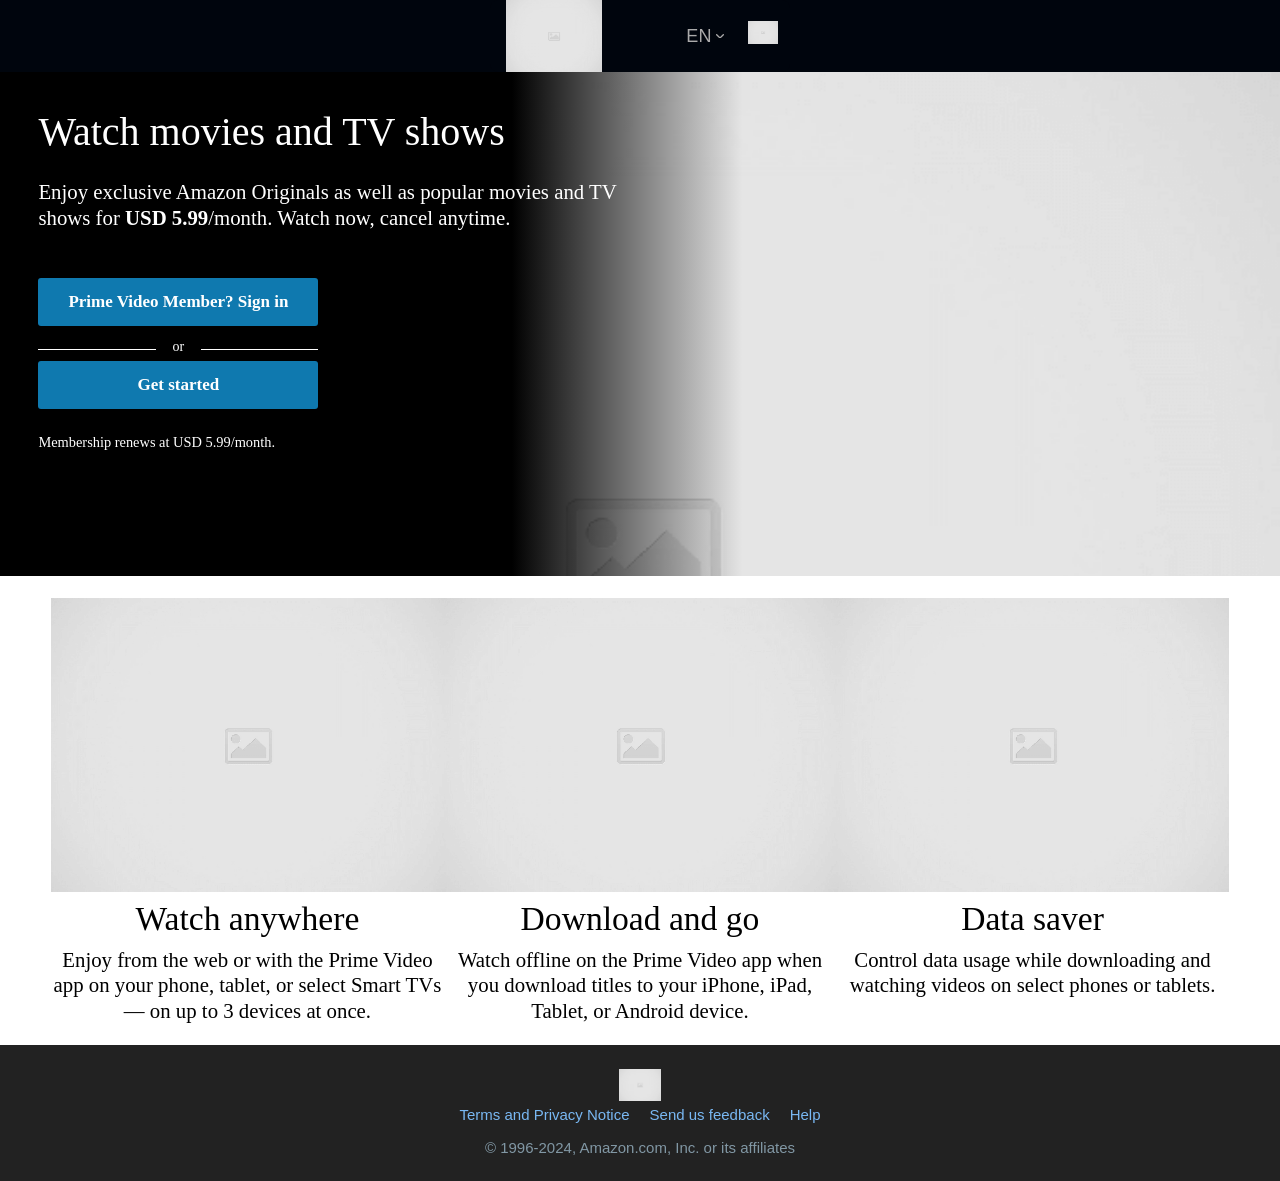 EN
Watch movies and TV shows
Enjoy exclusive Amazon Originals as well as popular movies and TV
shows for USD 5.99/month. Watch now, cancel anytime.
Prime Video Member? Sign in
or
Get started
Membership renews at USD 5.99/month.
Watch anywhere
Enjoy from the web or with the Prime Video
app on your phone, tablet, or select Smart TVs
— on up to 3 devices at once.
Download and go
Watch offline on the Prime Video app when
you download titles to your iPhone, iPad,
Tablet, or Android device.
Data saver
Control data usage while downloading and
watching videos on select phones or tablets.
Terms and Privacy Notice Send us feedback Help
© 1996-2024, Amazon.com, Inc. or its affiliates